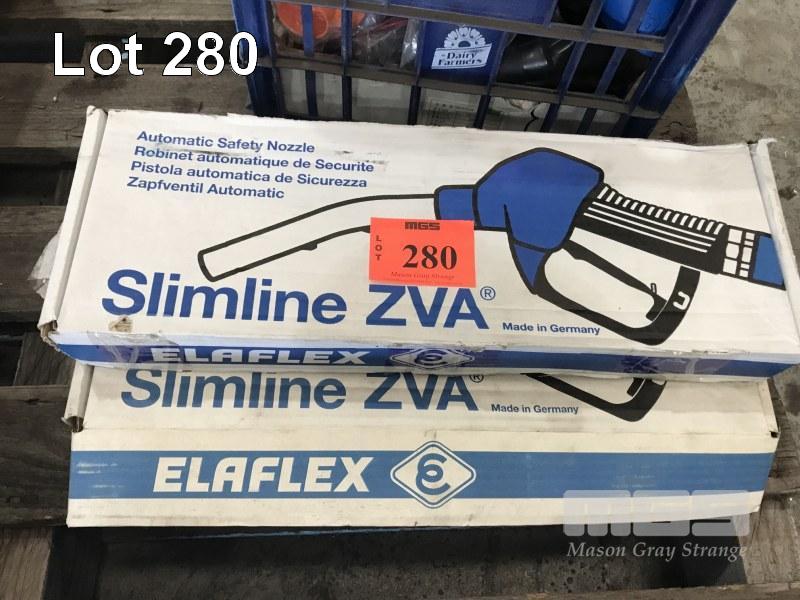 Lot 280
Dairy
Farmers
Automatic Safety Nozzle
Robinet automatique de Securite
Pistola automatica de Sicurezza
Zapfventil Automatic
MGS
LOT
280
Mason Gray Strange
Slimline ZVA®
Made in Germany
ELAFLEX
Slimline ZVA®
Made in Germany
ELAFLEX
MGS
Mason Gray Strange